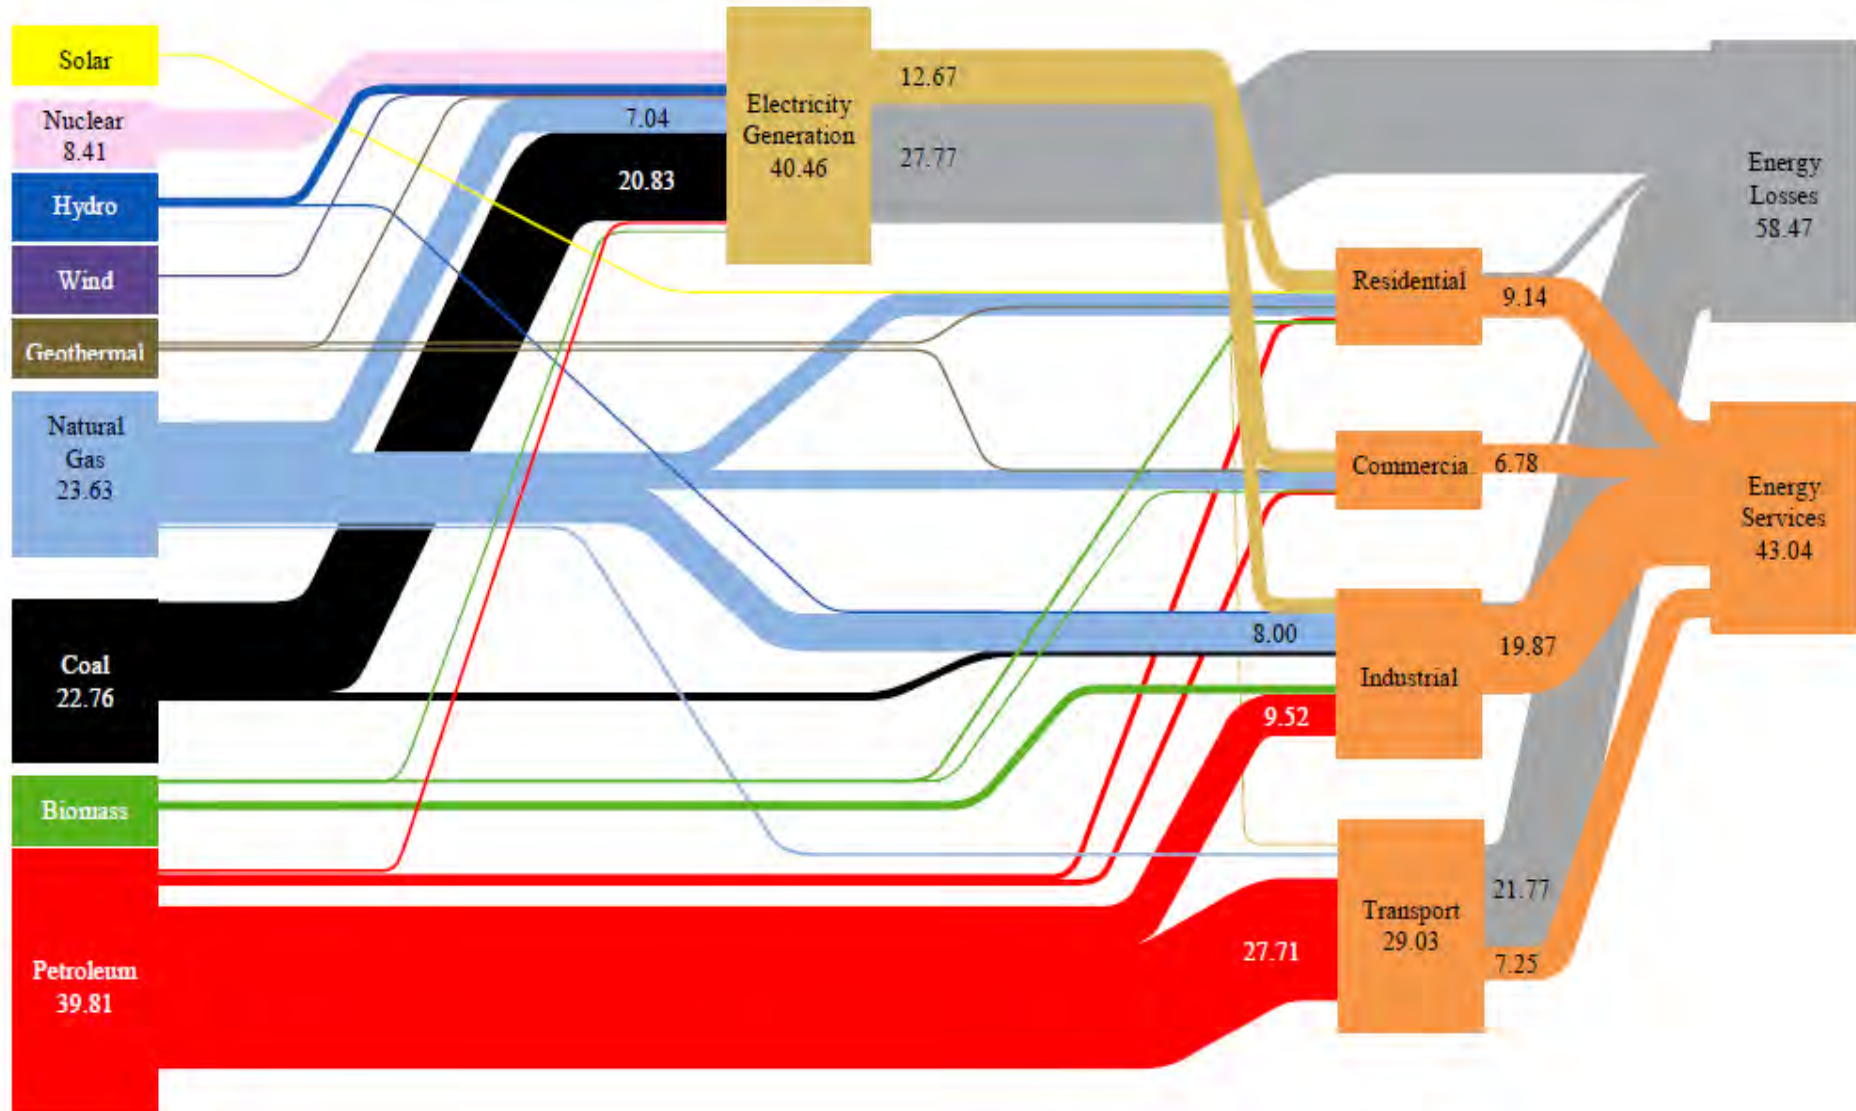 Solar
Nuclear
8.41
Hydro
Wind
Geothermal
Natural
Gas
23.63
Coal
22.76
Biomass
Petroleum
39.81
7.04
20.83
Electricity
Generation
40.46
12.67
27.77
8.00
9.52
27.71
Residential
Commercia
Industrial
Transport
29.03
9.14
6.78
19.87
21.77
7.25
Energy
Losses
58.47
Energy
Services
43.04